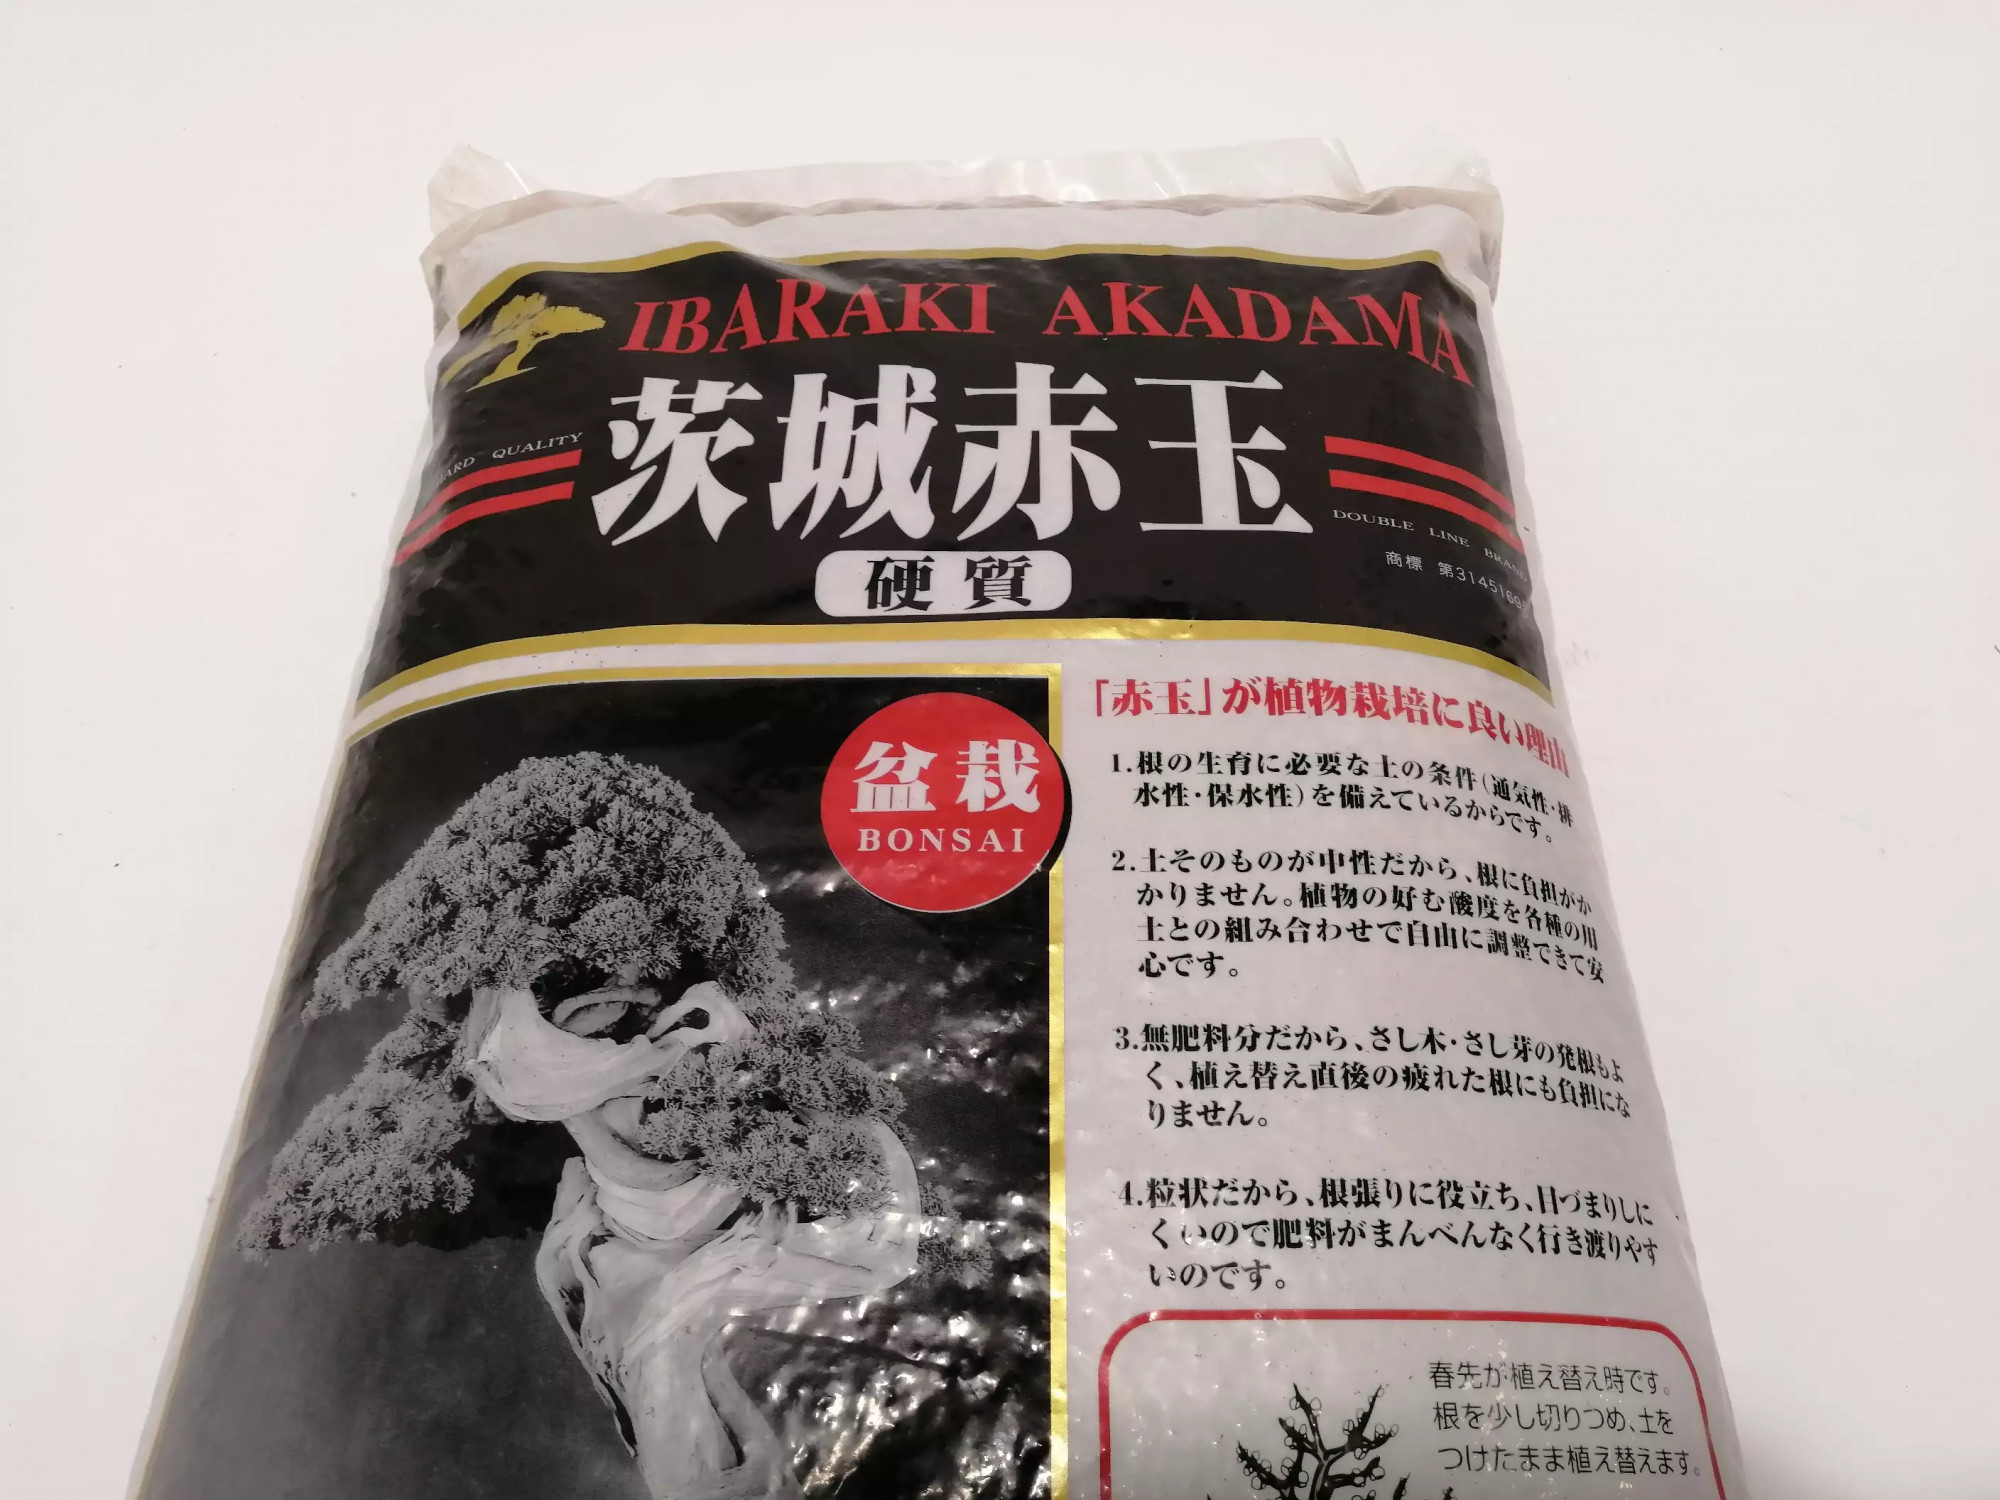 IBARAKI AKADAMA
茨城赤玉
HARD QUALITY
硬質
DOUBLE LINE BRAND
商標 第3145169
盆栽
BONSAI
「赤玉」が植物栽培に良い理由
1.根の生育に必要な土の条件(通気性・排
水性・保水性)を備えているからです。
2.土そのものが中性だから、根に負担がか
かりません。植物の好む酸度を各種の用
土との組み合わせで自由に調整できて安
心です。
3.無肥料分だから、さし木・さし芽の発根もよ
く、植え替え直後の疲れた根にも負担にな
りません。
4.粒状だから、根張りに役立ち、目づまりしに
くいので肥料がまんべんなく行き渡りやす
いのです。
春先が植え替え時です。
根を少し切りつめ、土を
つけたまま植え替えます。